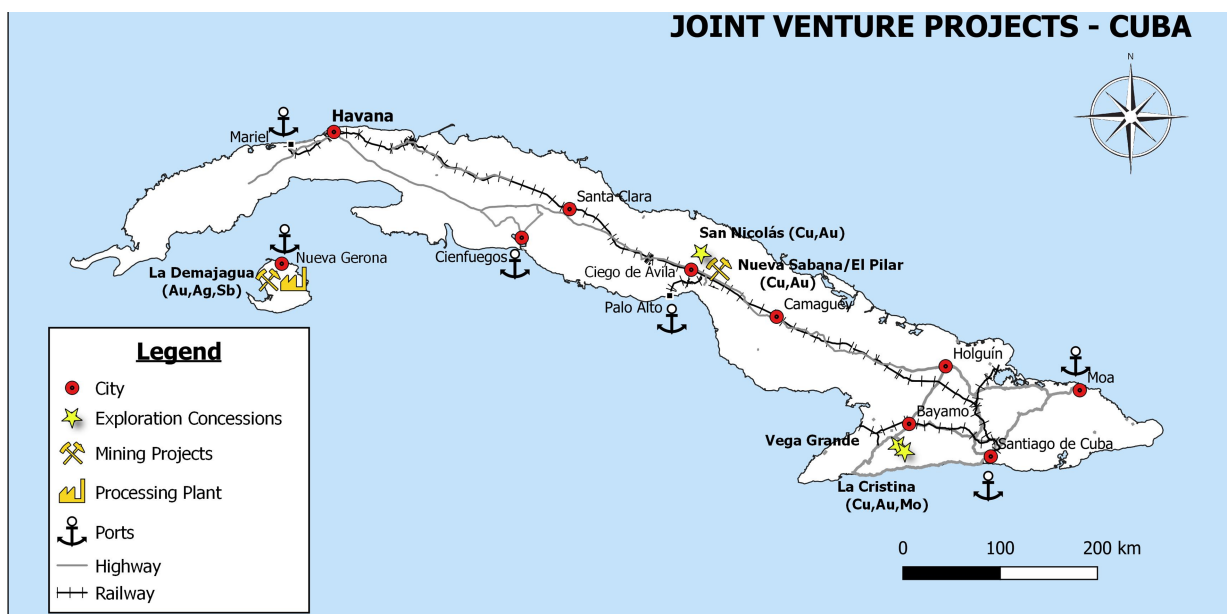 JOINT VENTURE PROJECTS - CUBA
Havana
Mariel
Santa Clara
San Nicolás (Cu,Au)
Cienfuegos
Nueva Gerona
La Demajagua
(Au,Ag,Sb)
Ciego de Ávila
Nueva Sabana/El Pilar
(Cu,Au)
Palo Alto
Camagüey
Holguín
Moa
Bayamo
Vega Grande
Santiago de Cuba
La Cristina
(Cu,Au,Mo)
Legend
City
Exploration Concessions
Mining Projects
Processing Plant
Ports
Highway
Railway
0 100 200 km